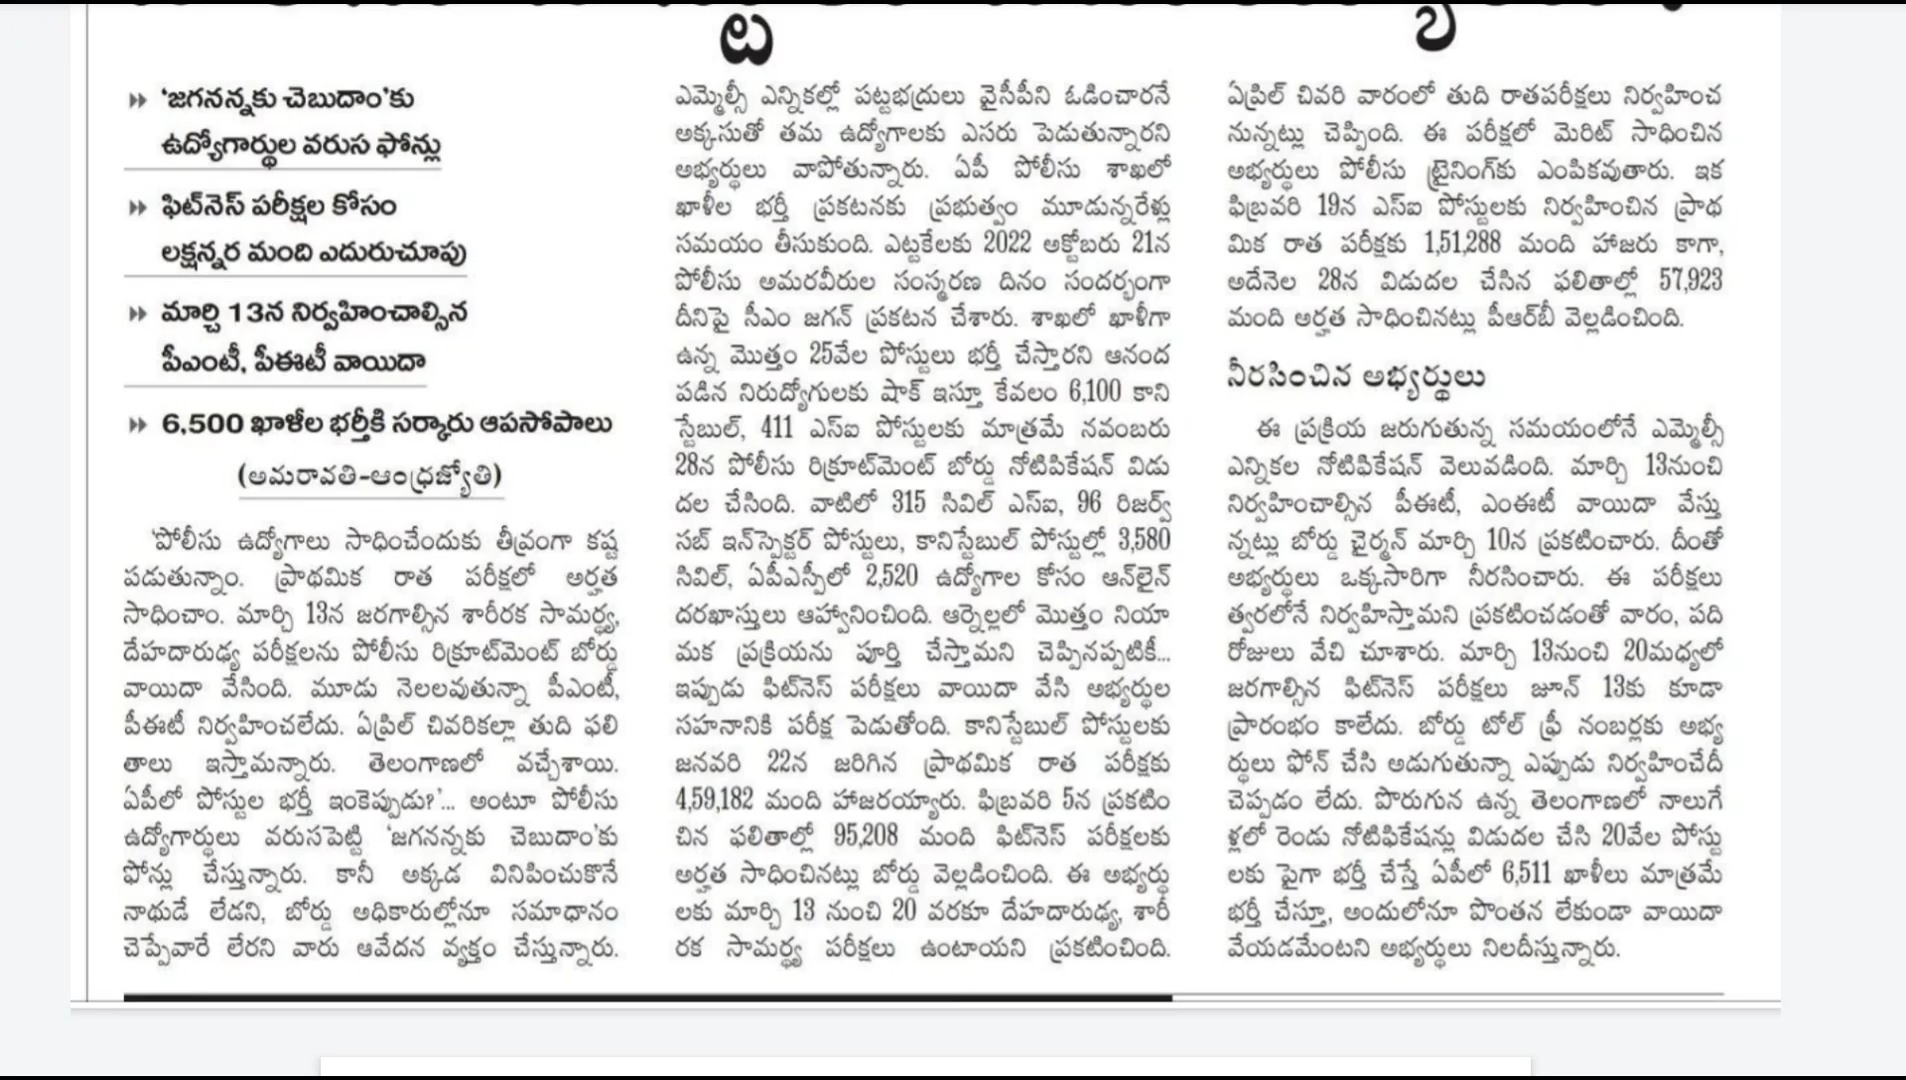 ‘జగనన్నకు చెబుదాం’కు
ఉద్యోగార్థుల వరుస ఫోన్లు
ఫిట్‌నెస్ పరీక్షల కోసం
లక్షన్నర మంది ఎదురుచూపు
మార్చి 13న నిర్వహించాల్సిన
పీఎంటీ, పీఈటీ వాయిదా
6,500 ఖాళీల భర్తీకి సర్కారు ఆపసోపాలు
(అమరావతి-ఆంధ్రజ్యోతి)
‘పోలీసు ఉద్యోగాలు సాధించేందుకు తీవ్రంగా కష్ట
పడుతున్నాం. ప్రాథమిక రాత పరీక్షలో అర్హత
సాధించాం. మార్చి 13న జరగాల్సిన శారీరక సామర్థ్య,
దేహదారుఢ్య పరీక్షలను పోలీసు రిక్రూట్‌మెంట్ బోర్డు
వాయిదా వేసింది. మూడు నెలలవుతున్నా పీఎంటీ,
పీఈటీ నిర్వహించలేదు. ఏప్రిల్ చివరికల్లా తుది ఫలి
తాలు ఇస్తామన్నారు. తెలంగాణలో వచ్చేశాయి.
ఏపీలో పోస్టుల భర్తీ ఇంకెప్పుడు?’... అంటూ పోలీసు
ఉద్యోగార్థులు వరుసపెట్టి ‘జగనన్నకు చెబుదాం’కు
ఫోన్లు చేస్తున్నారు. కానీ అక్కడ వినిపించుకొనే
నాథుడే లేడని, బోర్డు అధికారుల్లోనూ సమాధానం
చెప్పేవారే లేరని వారు ఆవేదన వ్యక్తం చేస్తున్నారు.
ఎమ్మెల్సీ ఎన్నికల్లో పట్టభద్రులు వైసీపీని ఓడించారనే
అక్కసుతో తమ ఉద్యోగాలకు ఎసరు పెడుతున్నారని
అభ్యర్థులు వాపోతున్నారు. ఏపీ పోలీసు శాఖలో
ఖాళీల భర్తీ ప్రకటనకు ప్రభుత్వం మూడున్నరేళ్లు
సమయం తీసుకుంది. ఎట్టకేలకు 2022 అక్టోబరు 21న
పోలీసు అమరవీరుల సంస్మరణ దినం సందర్భంగా
దీనిపై సీఎం జగన్ ప్రకటన చేశారు. శాఖలో ఖాళీగా
ఉన్న మొత్తం 25వేల పోస్టులు భర్తీ చేస్తారని ఆనంద
పడిన నిరుద్యోగులకు షాక్ ఇస్తూ కేవలం 6,100 కాని
స్టేబుల్, 411 ఎస్ఐ పోస్టులకు మాత్రమే నవంబరు
28న పోలీసు రిక్రూట్‌మెంట్ బోర్డు నోటిపికేషన్ విడు
దల చేసింది. వాటిలో 315 సివిల్ ఎస్ఐ, 96 రిజర్వ్
సబ్ ఇన్‌స్పెక్టర్ పోస్టులు, కానిస్టేబుల్ పోస్టుల్లో 3,580
సివిల్, ఏపీఎస్పీలో 2,520 ఉద్యోగాల కోసం ఆన్‌లైన్
దరఖాస్తులు ఆహ్వానించింది. ఆర్నెల్లలో మొత్తం నియా
మక ప్రక్రియను పూర్తి చేస్తామని చెప్పినప్పటికీ...
ఇప్పుడు ఫిట్‌నెస్ పరీక్షలు వాయిదా వేసి అభ్యర్థుల
సహనానికి పరీక్ష పెడుతోంది. కానిస్టేబుల్ పోస్టులకు
జనవరి 22న జరిగిన ప్రాథమిక రాత పరీక్షకు
4,59,182 మంది హాజరయ్యారు. ఫిబ్రవరి 5న ప్రకటిం
చిన ఫలితాల్లో 95,208 మంది ఫిట్‌నెస్ పరీక్షలకు
అర్హత సాధించినట్లు బోర్డు వెల్లడించింది. ఈ అభ్యర్థు
లకు మార్చి 13 నుంచి 20 వరకూ దేహదారుఢ్య, శారీ
రక సామర్థ్య పరీక్షలు ఉంటాయని ప్రకటించింది.
ఏప్రిల్ చివరి వారంలో తుది రాతపరీక్షలు నిర్వహించ
నున్నట్లు చెప్పింది. ఈ పరీక్షలో మెరిట్ సాధించిన
అభ్యర్థులు పోలీసు ట్రైనింగ్‌కు ఎంపికవుతారు. ఇక
ఫిబ్రవరి 19న ఎస్ఐ పోస్టులకు నిర్వహించిన ప్రాథ
మిక రాత పరీక్షకు 1,51,288 మంది హాజరు కాగా,
అదేనెల 28న విడుదల చేసిన ఫలితాల్లో 57,923
మంది అర్హత సాధించినట్లు పీఆర్‌బీ వెల్లడించింది.
నీరసించిన అభ్యర్థులు
ఈ ప్రక్రియ జరుగుతున్న సమయంలోనే ఎమ్మెల్సీ
ఎన్నికల నోటిఫికేషన్ వెలువడింది. మార్చి 13నుంచి
నిర్వహించాల్సిన పీఈటీ, ఎంఈటీ వాయిదా వేస్తు
న్నట్లు బోర్డు చైర్మన్ మార్చి 10న ప్రకటించారు. దీంతో
అభ్యర్థులు ఒక్కసారిగా నీరసించారు. ఈ పరీక్షలు
త్వరలోనే నిర్వహిస్తామని ప్రకటించడంతో వారం, పది
రోజులు వేచి చూశారు. మార్చి 13నుంచి 20మధ్యలో
జరగాల్సిన ఫిట్‌నెస్ పరీక్షలు జూన్ 13కు కూడా
ప్రారంభం కాలేదు. బోర్డు టోల్ ఫ్రీ నంబర్లకు అభ్య
ర్థులు ఫోన్ చేసి అడుగుతున్నా ఎప్పుడు నిర్వహించేదీ
చెప్పడం లేదు. పొరుగున ఉన్న తెలంగాణలో నాలుగే
ళ్లలో రెండు నోటిఫికేషన్లు విడుదల చేసి 20వేల పోస్టు
లకు పైగా భర్తీ చేస్తే ఏపీలో 6,511 ఖాళీలు మాత్రమే
భర్తీ చేస్తూ, అందులోనూ పొంతన లేకుండా వాయిదా
వేయడమేంటని అభ్యర్థులు నిలదీస్తున్నారు.